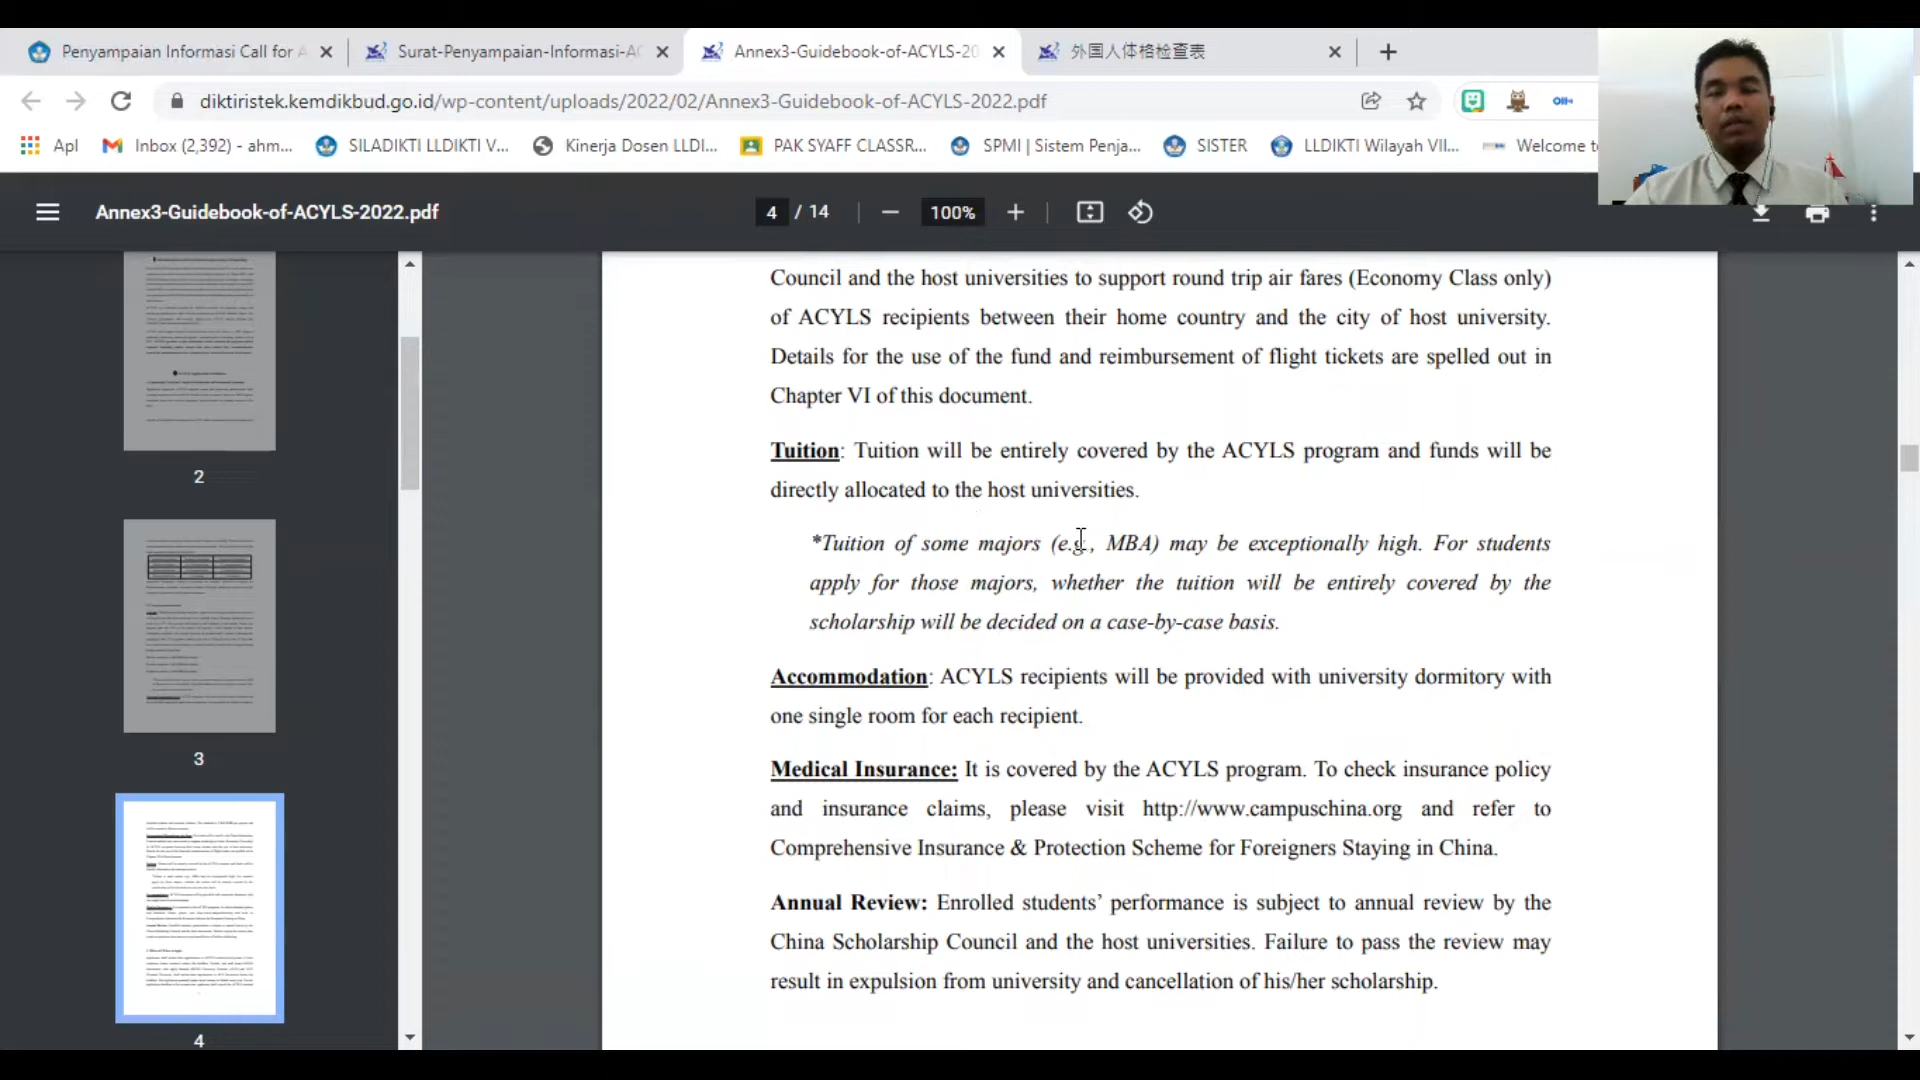 Penyampaian Informasi Call for A
Surat-Penyampaian-Informasi-AC
Annex3-Guidebook-of-ACYLS-20
外国人体格检查表
diktiristek.kemdikbud.go.id/wp-content/uploads/2022/02/Annex3-Guidebook-of-ACYLS-2022.pdf
Apl
Inbox (2,392) - ahm...
SILADIKTI LLDIKTI V...
Kinerja Dosen LLDI...
PAK SYAFF CLASSR...
SPMI | Sistem Penja...
SISTER
LLDIKTI Wilayah VII...
Welcome to
Annex3-Guidebook-of-ACYLS-2022.pdf
4 / 14
100%
2
3
4
Council and the host universities to support round trip air fares (Economy Class only)
of ACYLS recipients between their home country and the city of host university.
Details for the use of the fund and reimbursement of flight tickets are spelled out in
Chapter VI of this document.
Tuition: Tuition will be entirely covered by the ACYLS program and funds will be
directly allocated to the host universities.
*Tuition of some majors (e.g., MBA) may be exceptionally high. For students
apply for those majors, whether the tuition will be entirely covered by the
scholarship will be decided on a case-by-case basis.
Accommodation: ACYLS recipients will be provided with university dormitory with
one single room for each recipient.
Medical Insurance: It is covered by the ACYLS program. To check insurance policy
and insurance claims, please visit http://www.campuschina.org and refer to
Comprehensive Insurance & Protection Scheme for Foreigners Staying in China.
Annual Review: Enrolled students’ performance is subject to annual review by the
China Scholarship Council and the host universities. Failure to pass the review may
result in expulsion from university and cancellation of his/her scholarship.